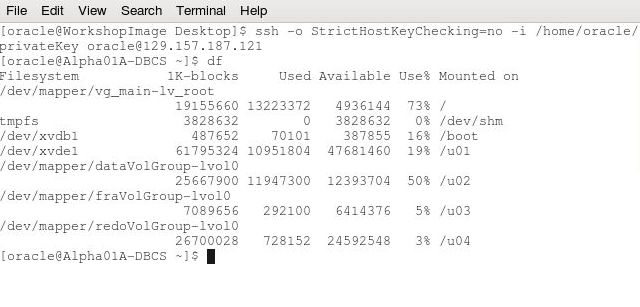 File Edit View Search Terminal Help
[oracle@WorkshopImage Desktop]$ ssh -o StrictHostKeyChecking=no -i /home/oracle/
privateKey oracle@129.157.187.121
[oracle@Alpha01A-DBCS ~]$ df
Filesystem 1K-blocks Used Available Use% Mounted on
/dev/mapper/vg_main-lv_root
19155660 13223372 4936144 73% /
tmpfs 3828632 0 3828632 0% /dev/shm
/dev/xvdb1 487652 70101 387855 16% /boot
/dev/xvde1 61795324 10951804 47681460 19% /u01
/dev/mapper/dataVolGroup-lvol0
25667900 11947300 12393704 50% /u02
/dev/mapper/fraVolGroup-lvol0
7089656 292100 6414376 5% /u03
/dev/mapper/redoVolGroup-lvol0
26700028 728152 24592548 3% /u04
[oracle@Alpha01A-DBCS ~]$